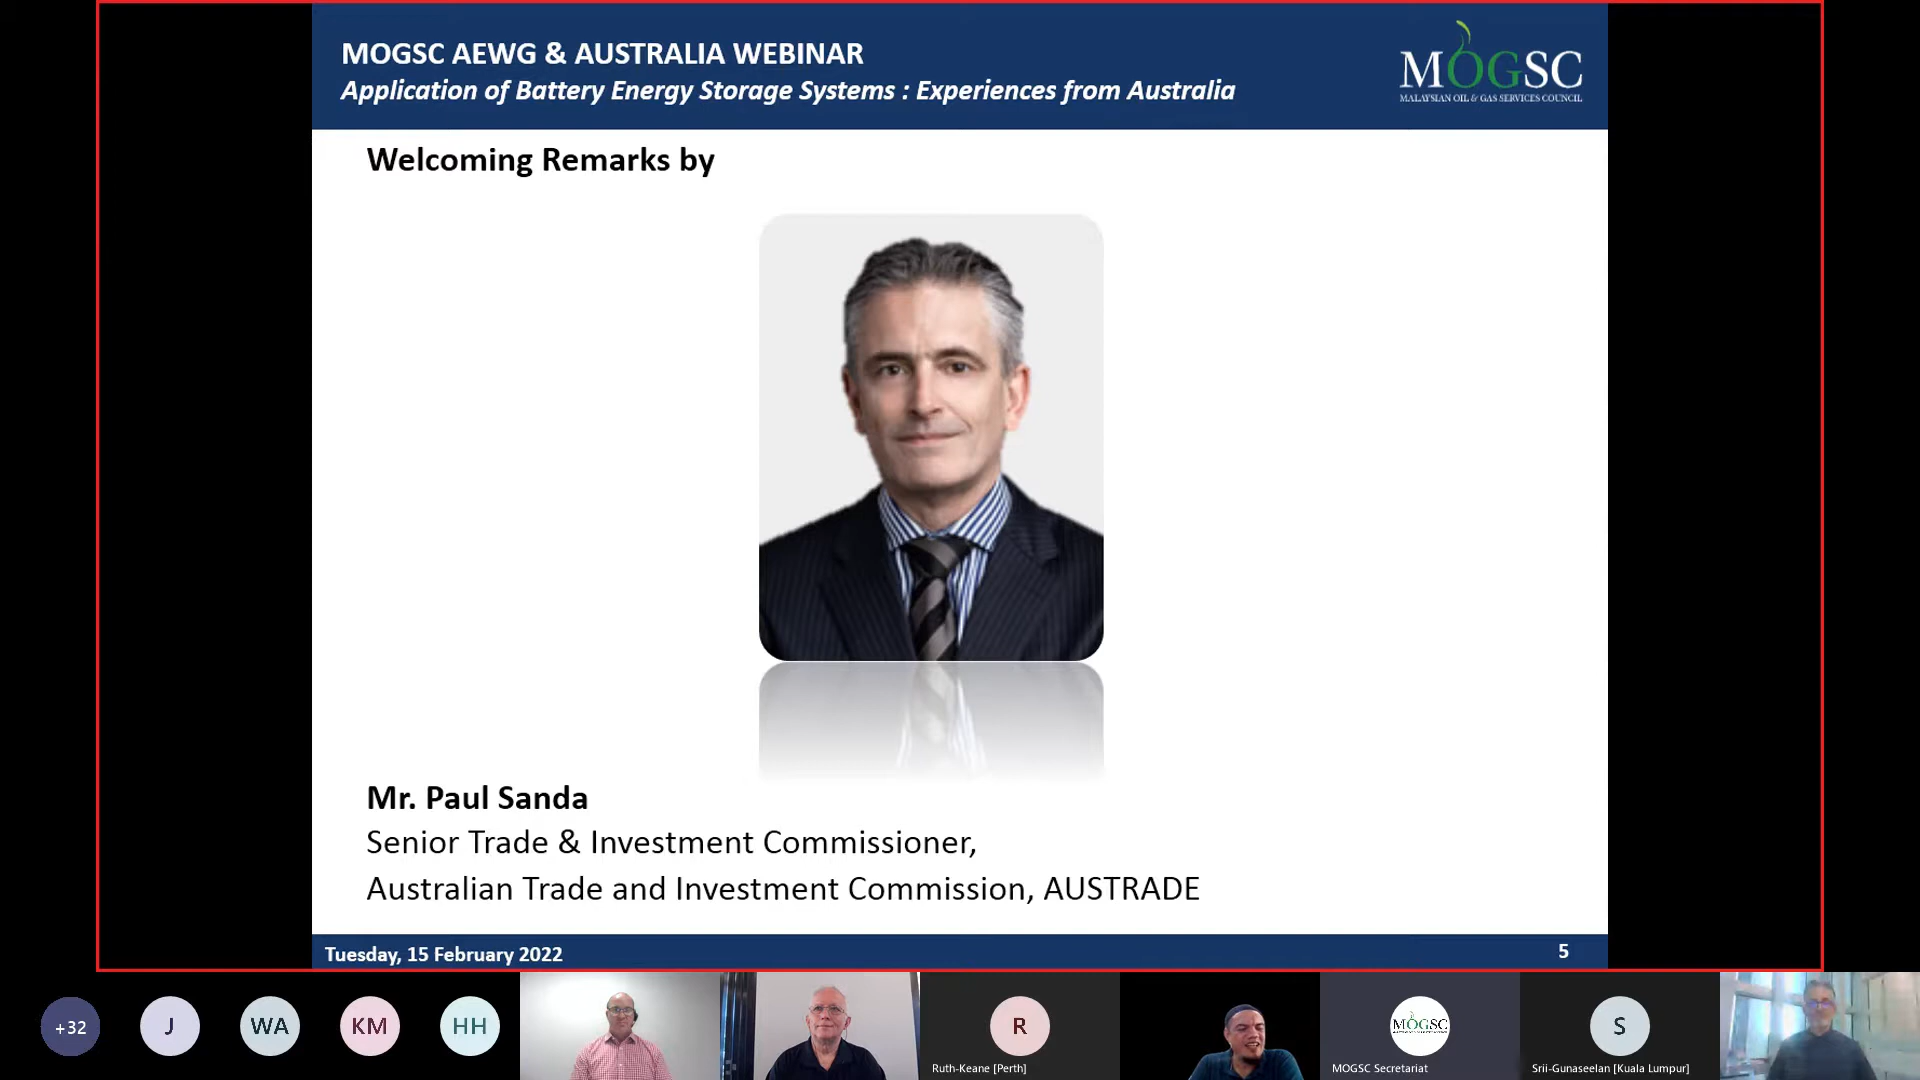 MOGSC AEWG & AUSTRALIA WEBINAR
Application of Battery Energy Storage Systems : Experiences from Australia
MOGSC
MALAYSIAN OIL & GAS SERVICES COUNCIL
Welcoming Remarks by
Mr. Paul Sanda
Senior Trade & Investment Commissioner,
Australian Trade and Investment Commission, AUSTRADE
Tuesday, 15 February 2022
5
+32
J
WA
KM
HH
R
Ruth-Keane [Perth]
MOGSC
MOGSC Secretariat
S
Srii-Gunaseelan [Kuala Lumpur]